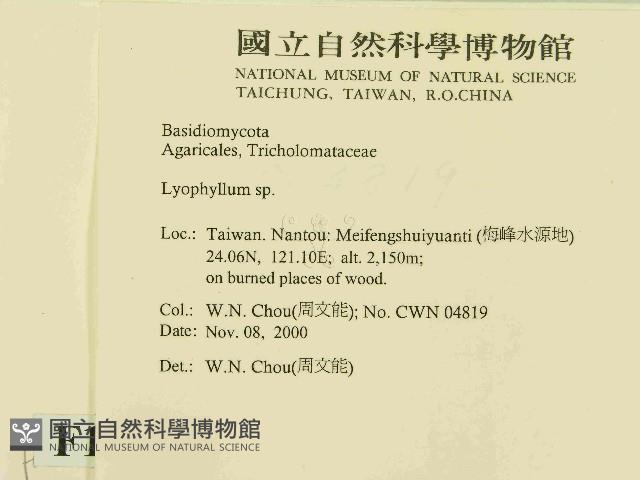 國立自然科學博物館
NATIONAL MUSEUM OF NATURAL SCIENCE
TAICHUNG, TAIWAN, R.O.CHINA
Basidiomycota
Agaricales, Tricholomataceae
4819
Lyophyllum sp.
Loc.: Taiwan. Nantou: Meifengshuiyuanti (梅峰水源地)
24.06N, 121.10E; alt. 2,150m;
on burned places of wood.
Col.: W.N. Chou(周文能); No. CWN 04819
Date: Nov. 08, 2000
Det.: W.N. Chou(周文能)
國立自然科學博物館
NATIONAL MUSEUM OF NATURAL SCIENCE